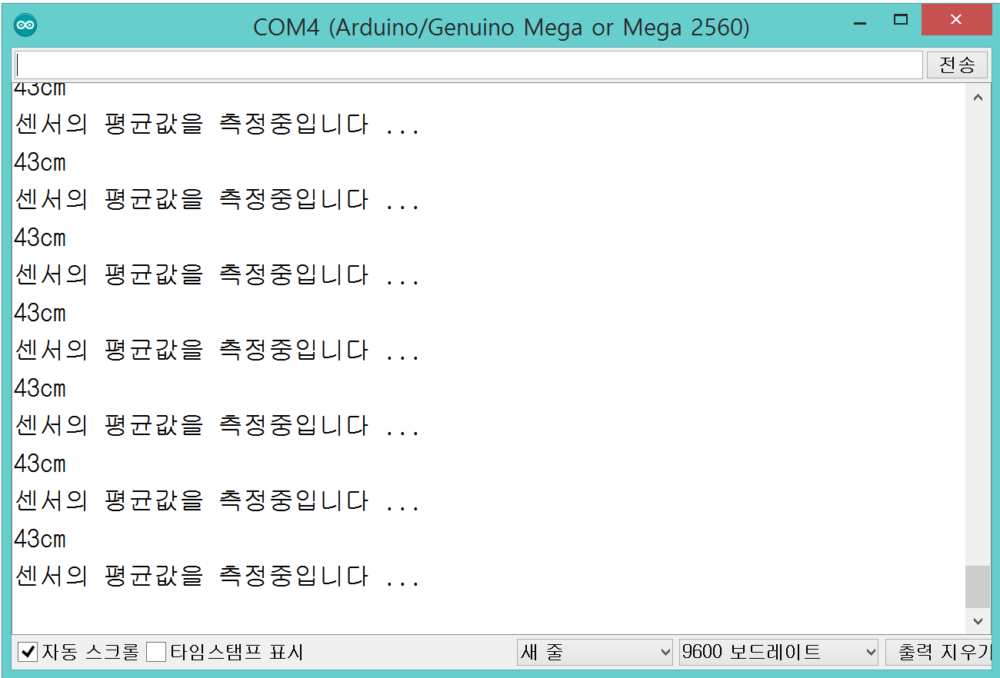 COM4 (Arduino/Genuino Mega or Mega 2560)
전송
43cm
센서의 평균값을 측정중입니다 ...
43cm
센서의 평균값을 측정중입니다 ...
43cm
센서의 평균값을 측정중입니다 ...
43cm
센서의 평균값을 측정중입니다 ...
43cm
센서의 평균값을 측정중입니다 ...
43cm
센서의 평균값을 측정중입니다 ...
43cm
센서의 평균값을 측정중입니다 ...
자동 스크롤 타임스탬프 표시 새 줄 9600 보드레이트 출력 지우기